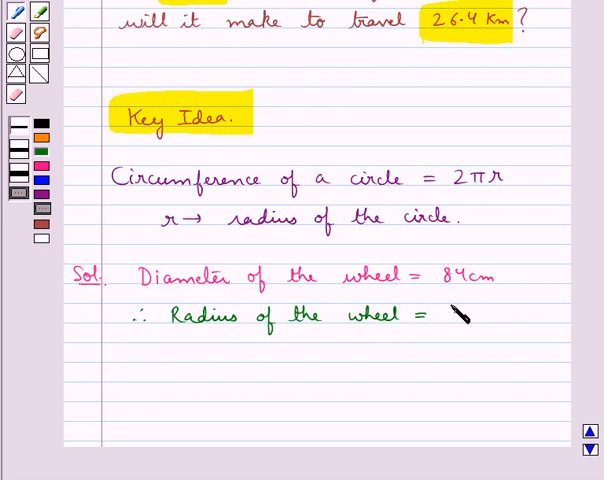 will it make to travel 26.4 Km?
Key Idea.
Circumference of a circle = 2πr
r → radius of the circle.
Sol. Diameter of the wheel = 84cm
∴ Radius of the wheel =